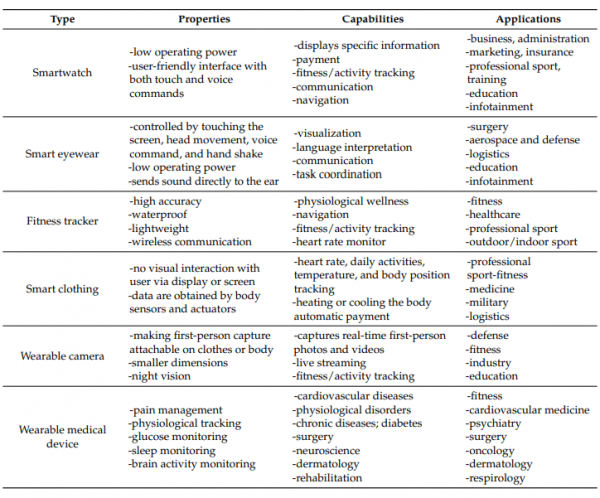 Type Properties Capabilities Applications
Smartwatch
-low operating power
-user-friendly interface with
both touch and voice
commands
-displays specific information
-payment
-fitness/activity tracking
-communication
-navigation
-business, administration
-marketing, insurance
-professional sport,
training
-education
-infotainment
Smart eyewear
-controlled by touching the
screen, head movement, voice
command, and hand shake
-low operating power
-sends sound directly to the ear
-visualization
-language interpretation
-communication
-task coordination
-surgery
-aerospace and defense
-logistics
-education
-infotainment
Fitness tracker
-high accuracy
-waterproof
-lightweight
-wireless communication
-physiological wellness
-navigation
-fitness/activity tracking
-heart rate monitor
-fitness
-healthcare
-professional sport
-outdoor/indoor sport
Smart clothing
-no visual interaction with
user via display or screen
-data are obtained by body
sensors and actuators
-heart rate, daily activities,
temperature, and body position
tracking
-heating or cooling the body
automatic payment
-professional
sport-fitness
-medicine
-military
-logistics
Wearable camera
-making first-person capture
attachable on clothes or body
-smaller dimensions
-night vision
-captures real-time first-person
photos and videos
-live streaming
-fitness/activity tracking
-defense
-fitness
-industry
-education
Wearable medical
device
-pain management
-physiological tracking
-glucose monitoring
-sleep monitoring
-brain activity monitoring
-cardiovascular diseases
-physiological disorders
-chronic diseases; diabetes
-surgery
-neuroscience
-dermatology
-rehabilitation
-fitness
-cardiovascular medicine
-psychiatry
-surgery
-oncology
-dermatology
-respirology